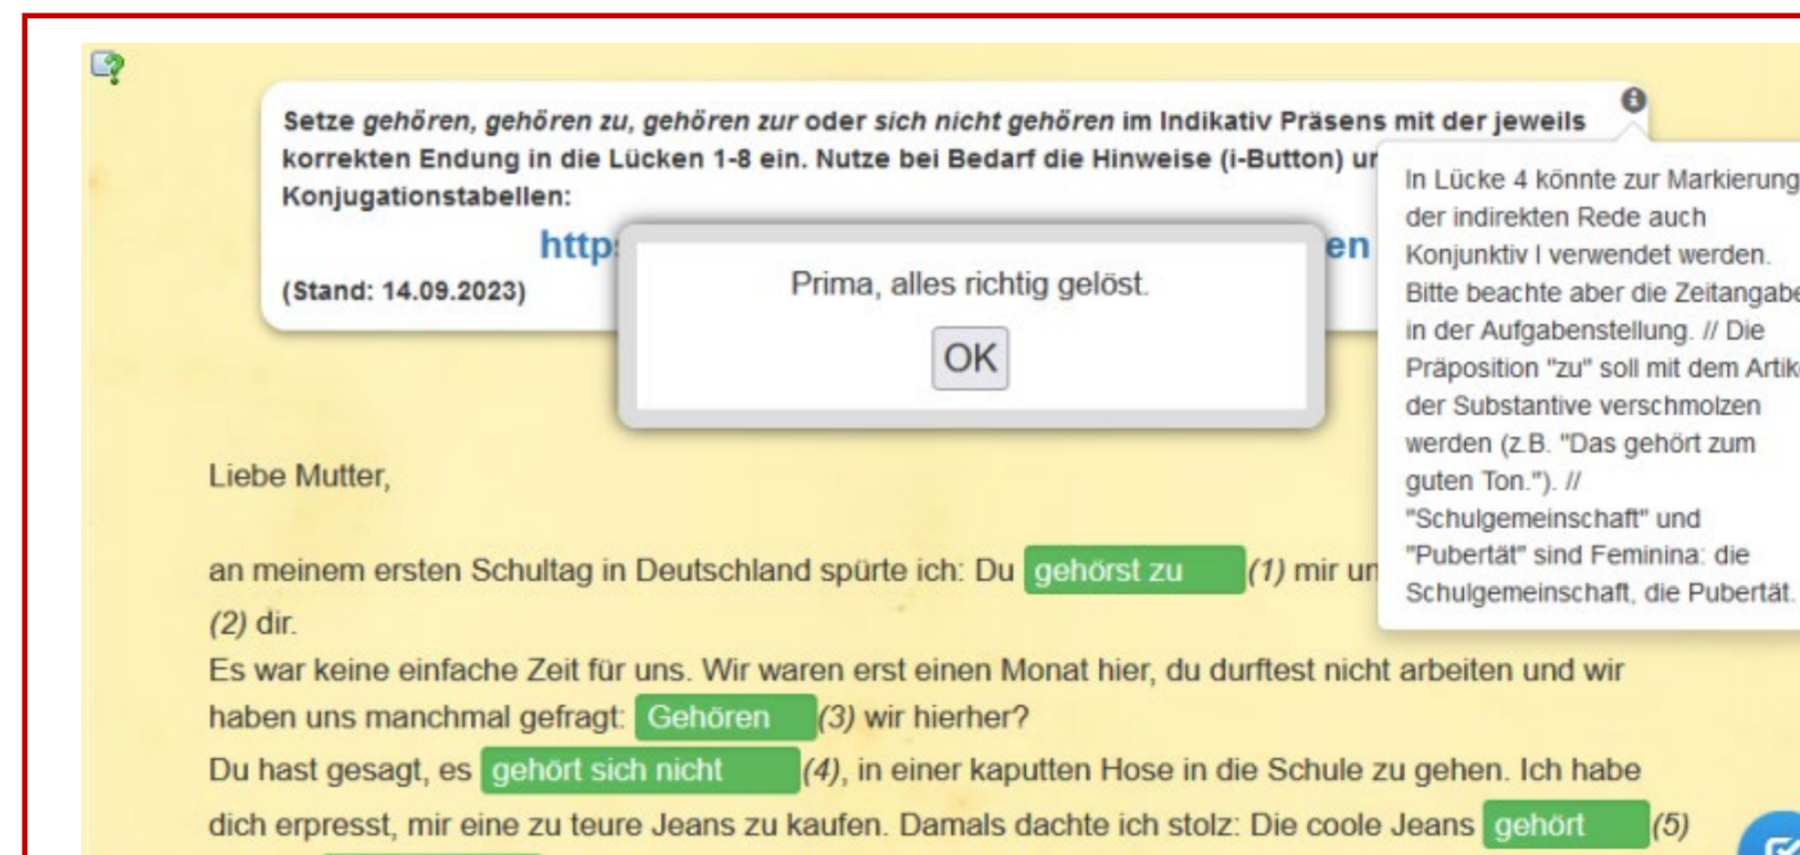 Setze gehören, gehören zu, gehören zur oder sich nicht gehören im Indikativ Präsens mit der jeweils
korrekten Endung in die Lücken 1-8 ein. Nutze bei Bedarf die Hinweise (i-Button)
Konjugationstabellen:
(Stand: 14.09.2023)
Prima, alles richtig gelöst.
OK
In Lücke 4 könnte zur Markierung
der indirekten Rede auch
Konjunktiv I verwendet werden.
Bitte beachte aber die Zeitangabe
in der Aufgabenstellung. // Die
Präposition "zu" soll mit dem
der Substantive verschmolzen
werden (z.B. "Das gehört zum
guten Ton."). //
"Schulgemeinschaft" und
"Pubertät" sind Feminina: die
Schulgemeinschaft, die Pubertät.
Liebe Mutter,
an meinem ersten Schultag in Deutschland spürte ich: Du gehörst zu (1) mir
(2) dir.
Es war keine einfache Zeit für uns. Wir waren erst einen Monat hier, du durftest nicht arbeiten und wir
haben uns manchmal gefragt: Gehören (3) wir hierher?
Du hast gesagt, es gehört sich nicht (4), in einer kaputten Hose in die Schule zu gehen. Ich habe
dich erpresst, mir eine zu teure Jeans zu kaufen. Damals dachte ich stolz: Die coole Jeans gehört (5)